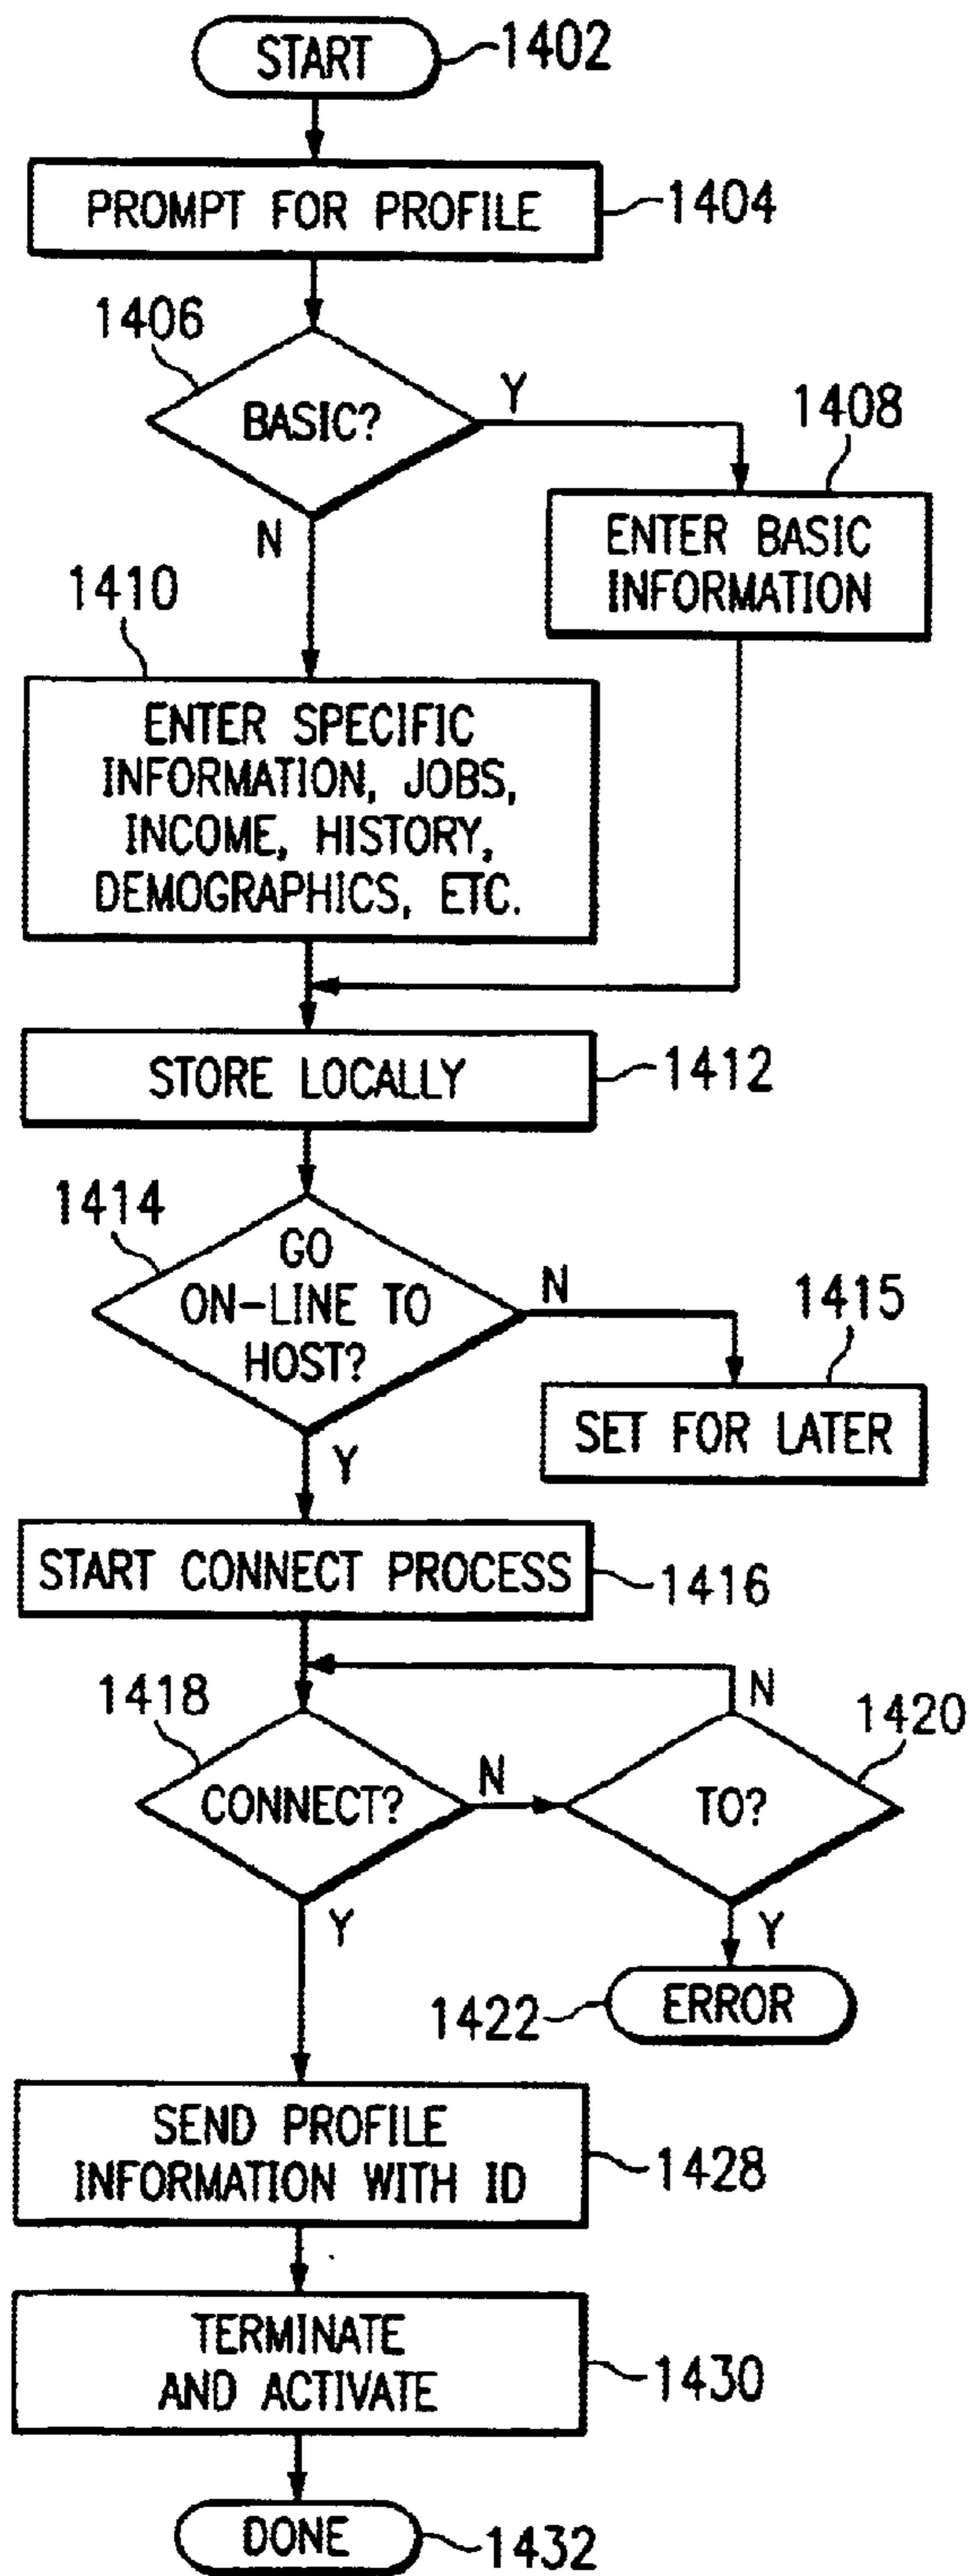 START
1402
PROMPT FOR PROFILE
1404
1406
BASIC?
Y
N
1408
ENTER BASIC
INFORMATION
1410
ENTER SPECIFIC
INFORMATION, JOBS,
INCOME, HISTORY,
DEMOGRAPHICS, ETC.
STORE LOCALLY
1412
1414
GO
ON-LINE TO
HOST?
N
Y
1415
SET FOR LATER
START CONNECT PROCESS
1416
1418
CONNECT?
N
Y
1420
TO?
N
Y
1422
ERROR
SEND PROFILE
INFORMATION WITH ID
1428
TERMINATE
AND ACTIVATE
1430
DONE
1432